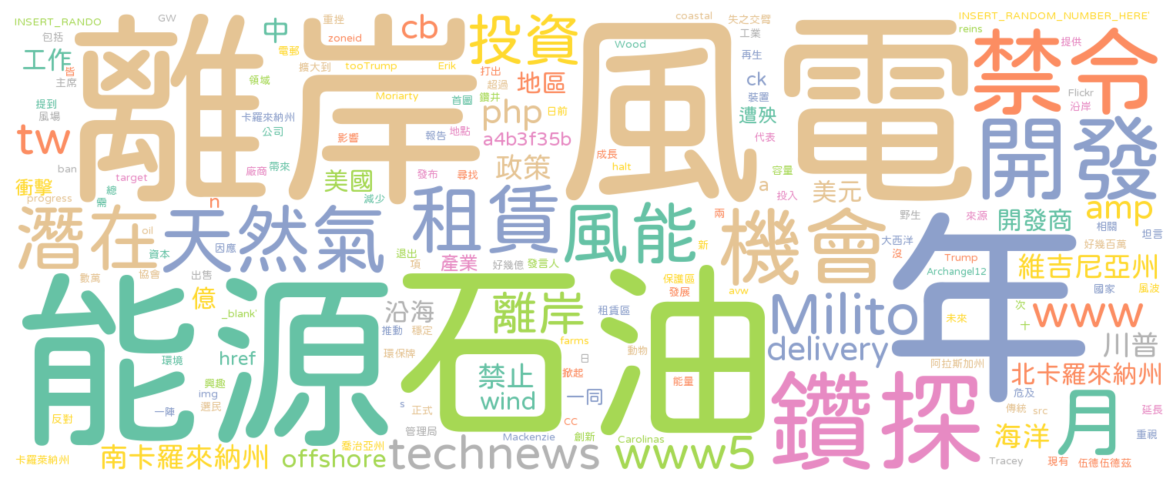 INSERT_RANDO
GW
重挫
coastal
失之交臂
INSERT_RANDOM_NUMBER_HERE'
包括
中
zoneid
cb
投資
工業
reins
工作
電郵
Wood
禁令
皆
主席
領域
擴大到
tooTrump
Erik
打出
再生
提供
離岸風電
超過
地區
ck
Flickr
提到
風場
Moriarty
首圖
鑽井
裝置
沿岸
tw
卡羅來納州
php
日前
遭殃
開發
公司
影響
報告
地點
a4b3f35b
代表
ban
廠商
帶來
政策
成長
容量
衝擊
target
美國
發布
尋找
halt
a
美元
amp
progress
總
n
減少
投入
需
兩
野生
來源
開發商
潛在
天然氣
租賃
風能
機會
oil
資本
因應
退出
新
大西洋
沒
相關
坦言
協會
產業
項
好幾億
發言人
Trump
好幾百萬
數萬
出售
保護區
Archangel12
維吉尼亞州
能源
億
石油
發展
avw
年
國家
風波
_blank'
沿海
離岸
租賃區
Milito
次
www
推動
穩定
farms
未來
十
環境
href
環保牌
日
動物
delivery
川普
禁止
掀起
阿拉斯加州
北卡羅來納州
興趣
img
wind
一同
能量
鑽探
危及
選民
一陣
s
正式
cc
創新
傳統
src
月
延長
反對
管理局
Mackenzie
Carolinas
海洋
重視
卡羅萊納州
南卡羅來納州
喬治亞州
offshore
technews
www5
Tracey
現有
伍德伍德茲